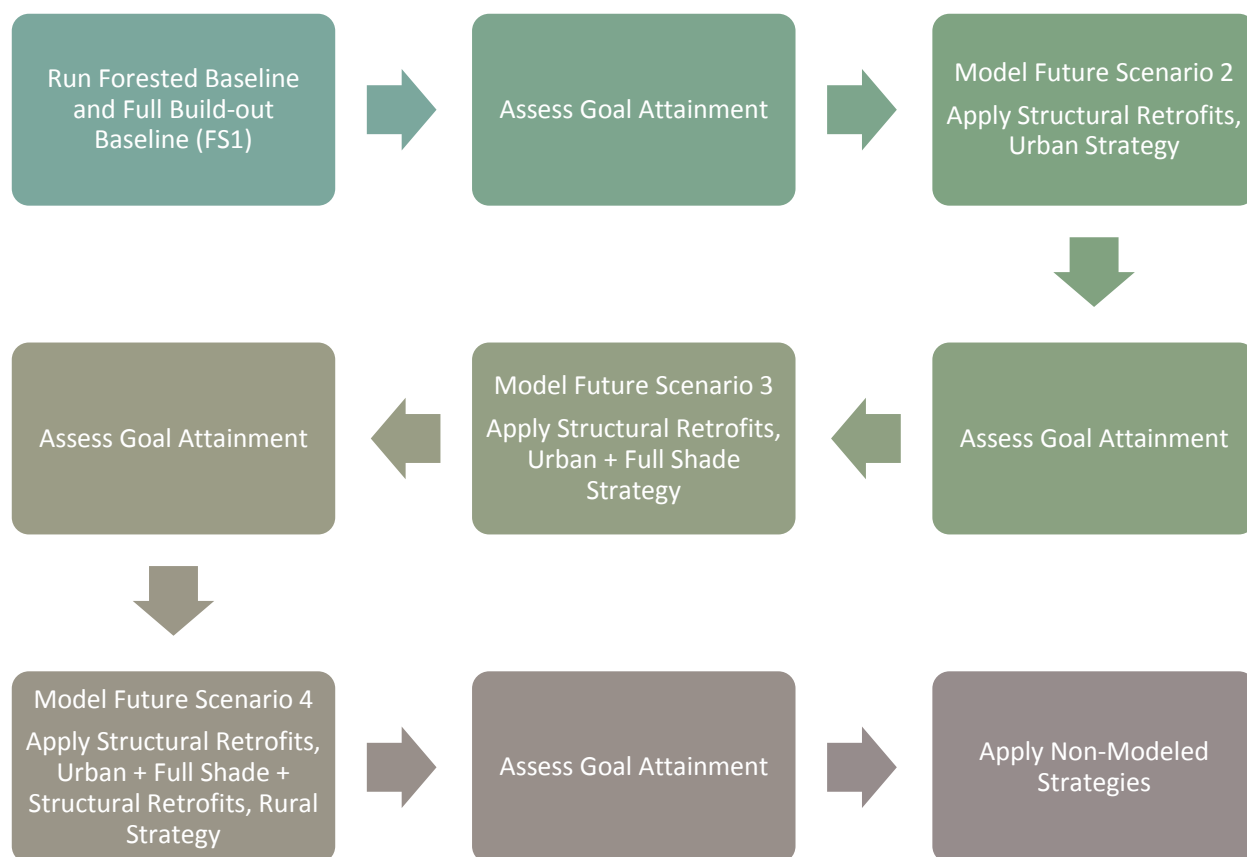 Run Forested Baseline
and Full Build-out
Baseline (FS1)
Assess Goal Attainment
Model Future Scenario 2
Apply Structural Retrofits,
Urban Strategy
Assess Goal Attainment
Model Future Scenario 3
Apply Structural Retrofits,
Urban + Full Shade
Strategy
Assess Goal Attainment
Model Future Scenario 4
Apply Structural Retrofits,
Urban + Full Shade +
Structural Retrofits, Rural
Strategy
Assess Goal Attainment
Apply Non-Modeled
Strategies